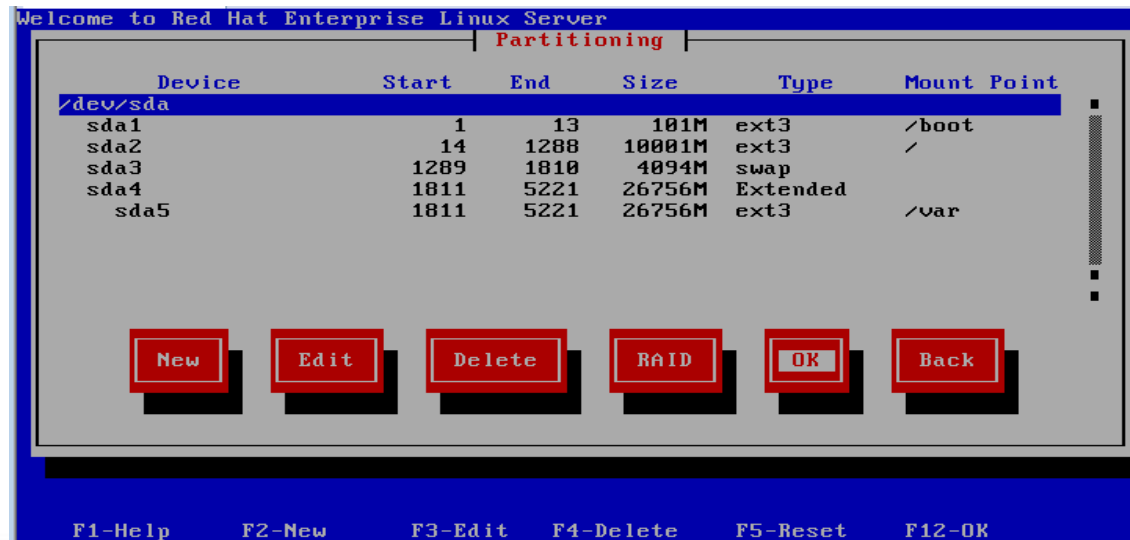 Welcome to Red Hat Enterprise Linux Server
Partitioning
Device Start End Size Type Mount Point
/dev/sda
sda1 1 13 101M ext3 /boot
sda2 14 1288 10001M ext3 /
sda3 1289 1810 4094M swap
sda4 1811 5221 26756M Extended
sda5 1811 5221 26756M ext3 /var
New Edit Delete RAID OK Back
F1-Help F2-New F3-Edit F4-Delete F5-Reset F12-OK